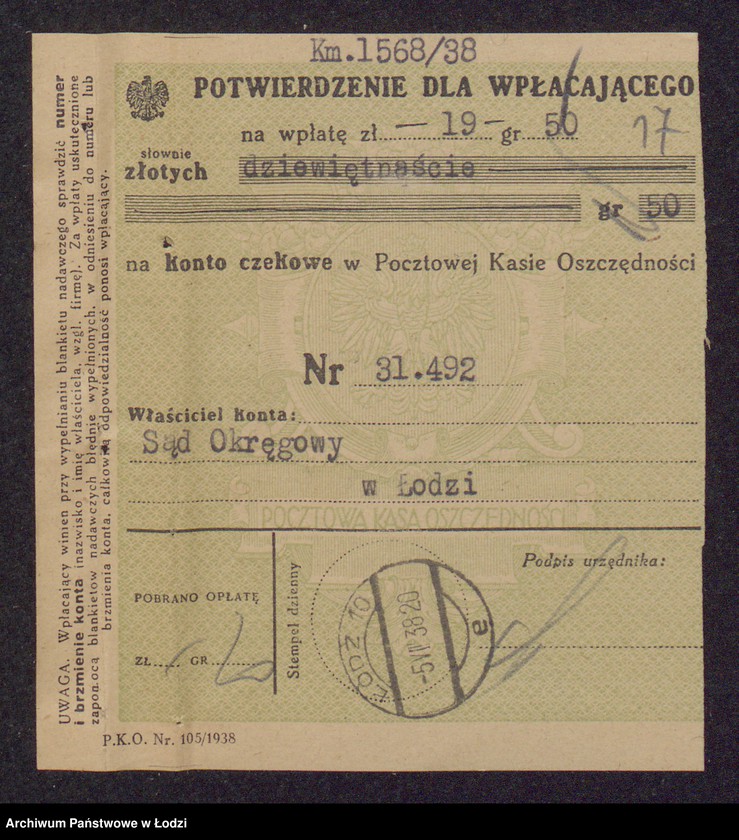 Km.1568/38
POTWIERDZENIE DLA WPŁACAJĄCEGO
na wpłatę zł — 19 — gr 50
17
słownie
złotych dziewiętnaście
gr 50
na konto czekowe w Pocztowej Kasie Oszczędności
Nr 31.492
Właściciel konta:
Sąd Okręgowy
w Łodzi
POCZTOWA KASA OSZCZĘDNOŚCI
POBRANO OPŁATĘ
ZŁ. GR.
Stempel dzienny
ŁÓDŹ 10
38 20
a
Podpis urzędnika:
UWAGA. Wpłacający winien przy wypełnianiu blankietu nadawczego sprawdzić numer
i brzmienie konta (nazwisko i imię właściciela, wzgl. firmę). Za wpłaty uskutecznione
zapomocą blankietów nadawczych błędnie wypełnionych, w odniesieniu do numeru lub
brzmienia konta, całkowitą odpowiedzialność ponosi wpłacający.
P.K.O. Nr. 105/1938
Archiwum Państwowe w Łodzi